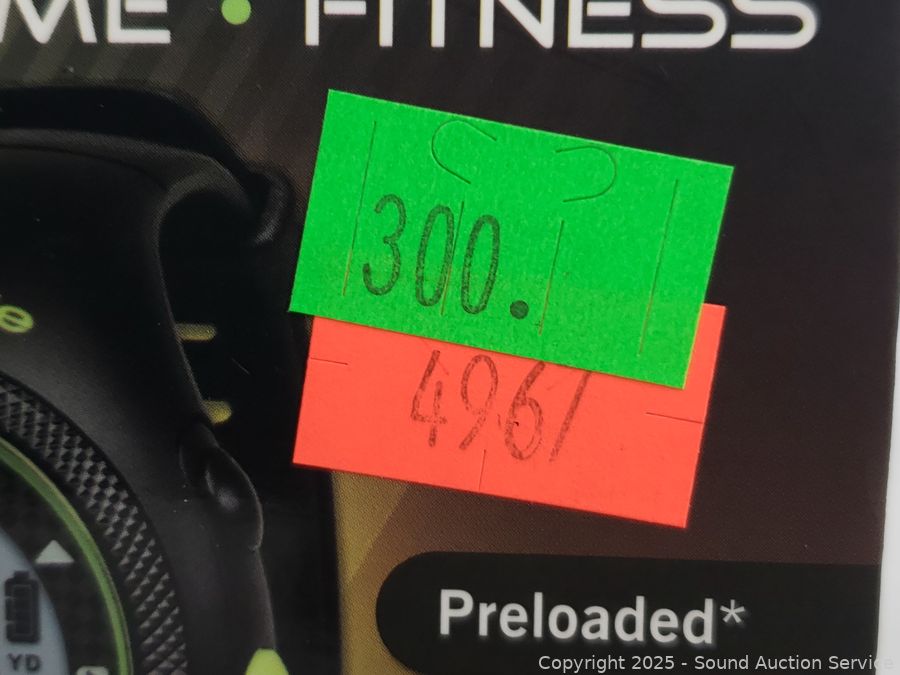 ME • FITNESS
300.
4961
YD
Preloaded*
Copyright 2025 - Sound Auction Service